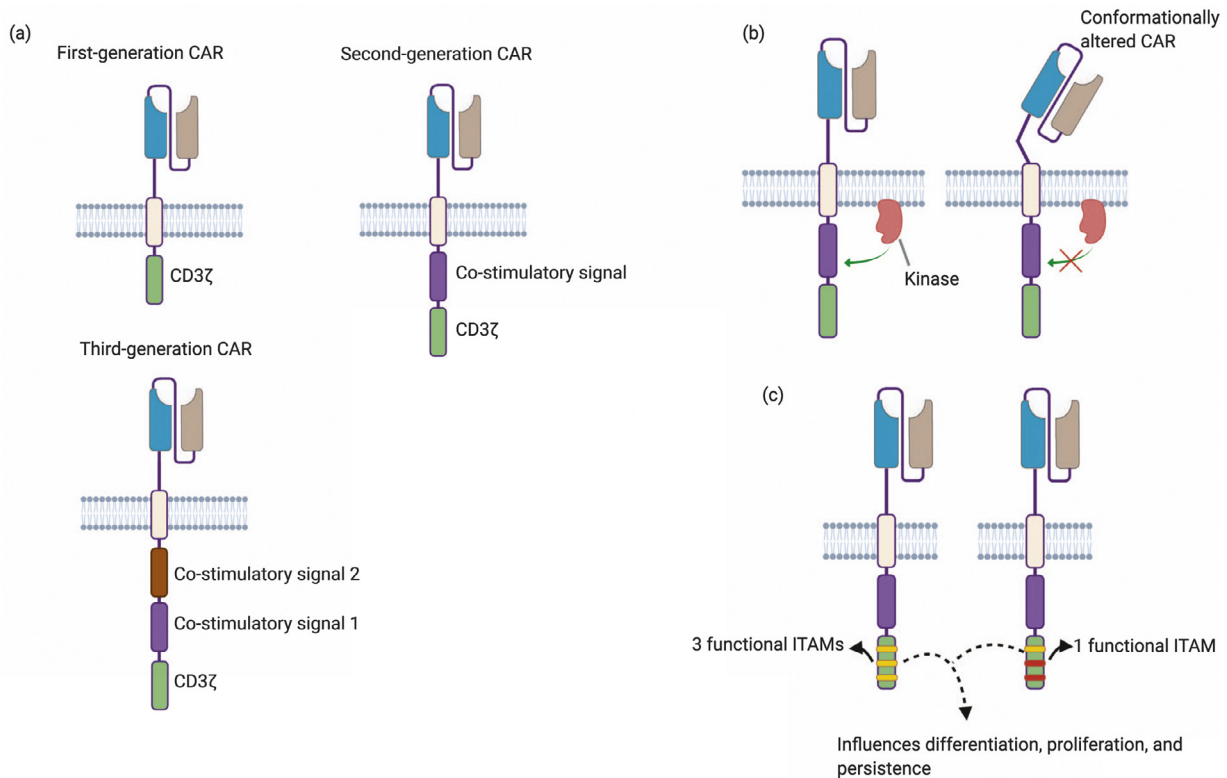 (a)
First-generation CAR
CD3ζ
Second-generation CAR
Co-stimulatory signal
CD3ζ
Third-generation CAR
Co-stimulatory signal 2
Co-stimulatory signal 1
CD3ζ
(b)
Conformationally
altered CAR
Kinase
(c)
3 functional ITAMs
1 functional ITAM
Influences differentiation, proliferation, and
persistence